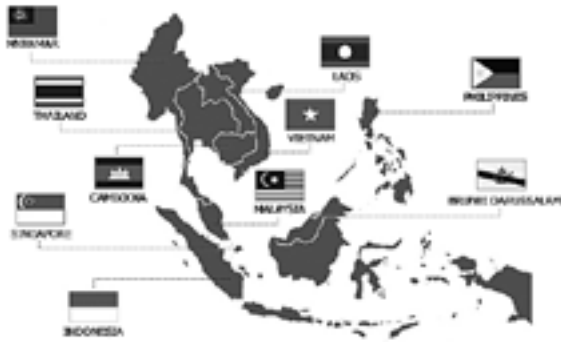 MYANMAR
LAOS
THAILAND
PHILIPPINES
VIETNAM
CAMBODIA
MALAYSIA
BRUNEI DARUSSALAM
SINGAPORE
INDONESIA